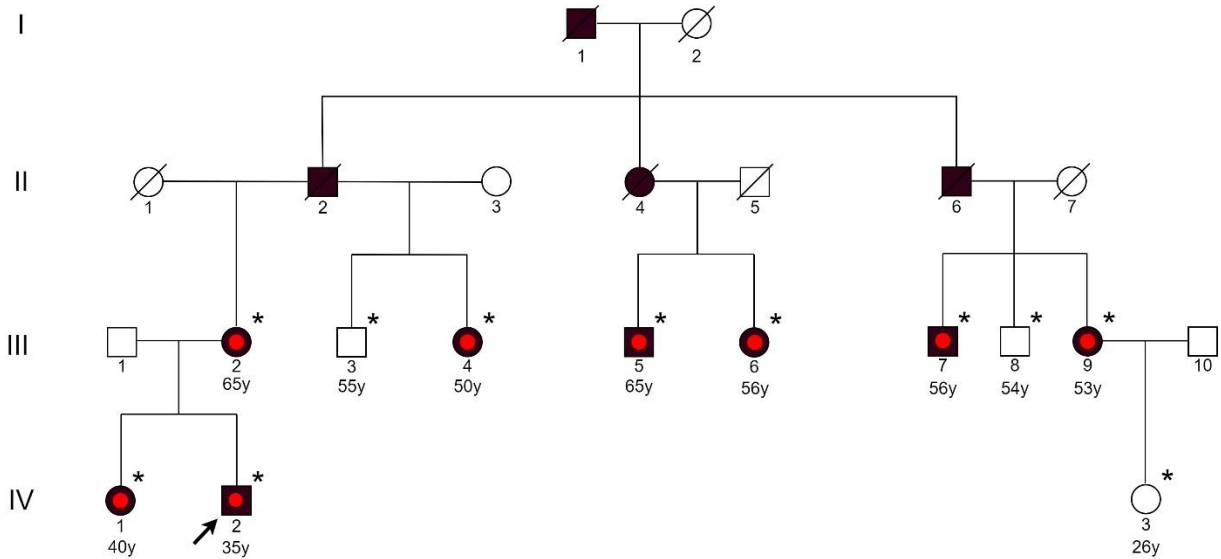 I
1 2
II
1 2 3 4 5 6 7
* * * * * * *
III
1 2 3 4 5 6 7 8 9 10
65y 55y 50y 65y 56y 56y 54y 53y
* * *
IV
1 2 3
40y 35y 26y